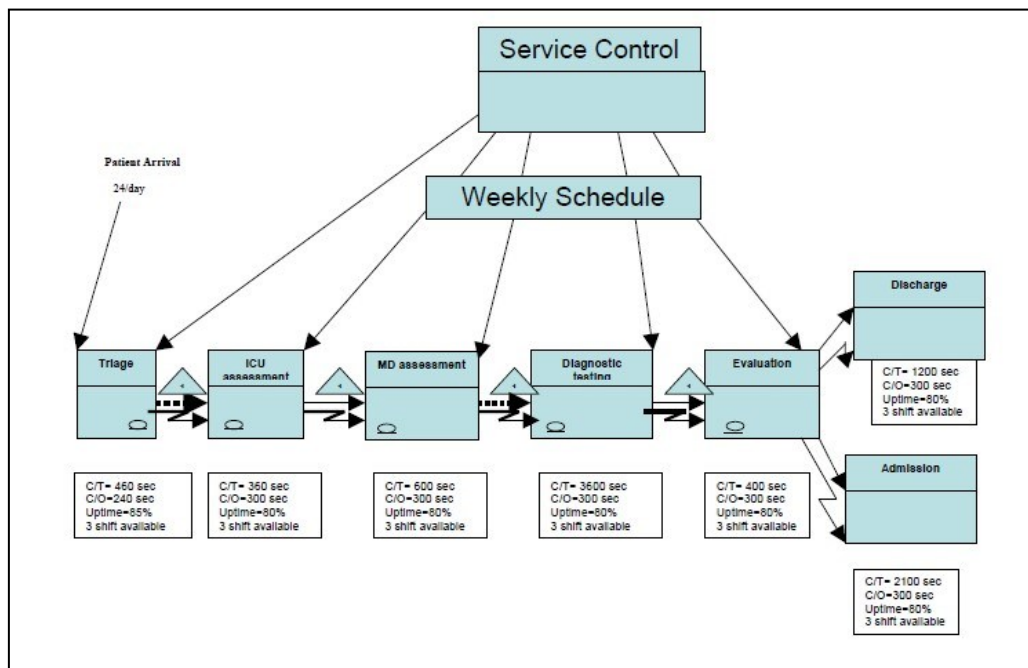 Service Control
Patient Arrival
24/day
Weekly Schedule
Discharge
C/T= 1200 sec
C/O=300 sec
Uptime=80%
3 shift available
Triage
ICU
assessment
MD assessment
Diagnostic
testing
Evaluation
Admission
C/T= 460 sec
C/O=240 sec
Uptime=85%
3 shift available
C/T= 360 sec
C/O=300 sec
Uptime=80%
3 shift available
C/T= 600 sec
C/O=300 sec
Uptime=80%
3 shift available
C/T= 3600 sec
C/O=300 sec
Uptime=80%
3 shift available
C/T= 400 sec
C/O=300 sec
Uptime=80%
3 shift available
C/T= 2100 sec
C/O=300 sec
Uptime=80%
3 shift available